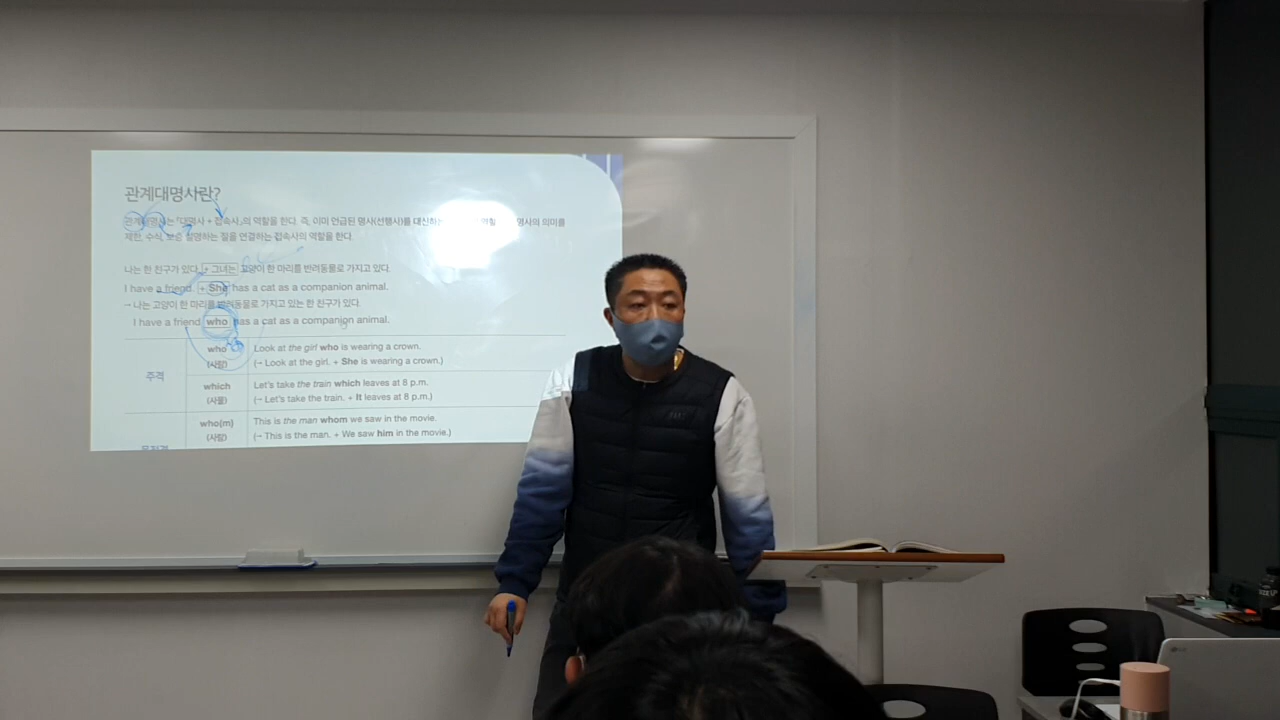 관계대명사란?
관계대명사는 「대명사 + 접속사」의 역할을 한다. 즉, 이미 언급된 명사(선행사)를 대신하는 명사와 의미를
제한, 수식, 보충 설명하는 절을 연결하는 접속사의 역할을 한다.
나는 한 친구가 있다. + 그녀는 고양이 한 마리를 반려동물로 가지고 있다.
I have a friend. + She has a cat as a companion animal.
→ 나는 고양이 한 마리를 반려동물로 가지고 있는 한 친구가 있다.
I have a friend who has a cat as a companion animal.
주격
who Look at the girl who is wearing a crown.
(사람) (→ Look at the girl. + She is wearing a crown.)
which Let's take the train which leaves at 8 p.m.
(사물) (→ Let's take the train. + It leaves at 8 p.m.)
who(m) This is the man whom we saw in the movie.
(사람) (→ This is the man. + We saw him in the movie.)
LG